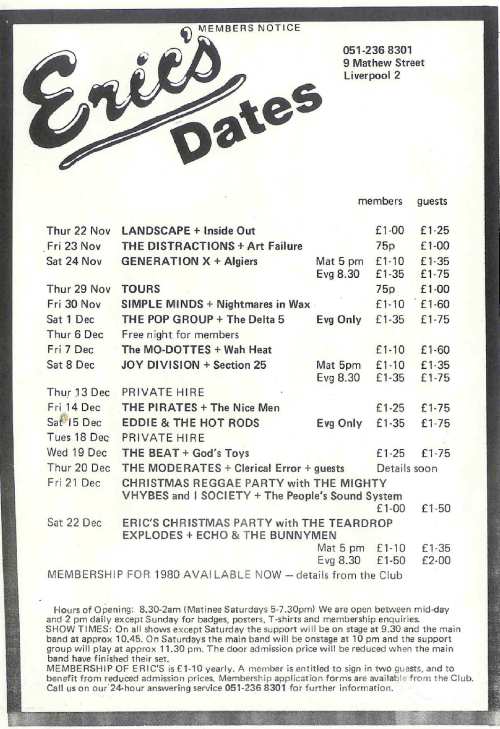 MEMBERS NOTICE
Eric's
Dates
051-236 8301
9 Mathew Street
Liverpool 2
members guests
Thur 22 Nov LANDSCAPE + Inside Out £1-00 £1-25
Fri 23 Nov THE DISTRACTIONS + Art Failure 75p £1-00
Sat 24 Nov GENERATION X + Algiers Mat 5 pm £1-10 £1-35
Evg 8.30 £1-35 £1-75
Thur 29 Nov TOURS 75p £1-00
Fri 30 Nov SIMPLE MINDS + Nightmares in Wax £1-10 £1-60
Sat 1 Dec THE POP GROUP + The Delta 5 Evg Only £1-35 £1-75
Thur 6 Dec Free night for members
Fri 7 Dec The MO-DOTTES + Wah Heat £1-10 £1-60
Sat 8 Dec JOY DIVISION + Section 25 Mat 5pm £1-10 £1-35
Evg 8.30 £1-35 £1-75
Thur 13 Dec PRIVATE HIRE
Fri 14 Dec THE PIRATES + The Nice Men £1-25 £1-75
Sat 15 Dec EDDIE & THE HOT RODS Evg Only £1-35 £1-75
Tues 18 Dec PRIVATE HIRE
Wed 19 Dec THE BEAT + God's Toys £1-25 £1-75
Thur 20 Dec THE MODERATES + Clerical Error + guests Details soon
Fri 21 Dec CHRISTMAS REGGAE PARTY with THE MIGHTY
VHYBES and I SOCIETY + The People's Sound System
£1-00 £1-50
Sat 22 Dec ERIC'S CHRISTMAS PARTY with THE TEARDROP
EXPLODES + ECHO & THE BUNNYMEN
Mat 5 pm £1-10 £1-35
Evg 8.30 £1-50 £2-00
MEMBERSHIP FOR 1980 AVAILABLE NOW — details from the Club
Hours of Opening: 8.30-2am (Matinee Saturdays 5-7.30pm) We are open between mid-day
and 2 pm daily except Sunday for badges, posters, T-shirts and membership enquiries.
SHOW TIMES: On all shows except Saturday the support will be on stage at 9.30 and the main
band at approx 10.45. On Saturdays the main band will be onstage at 10 pm and the support
group will play at approx 11.30 pm. The door admission price will be reduced when the main
band have finished their set.
MEMBERSHIP OF ERIC'S is £1-10 yearly. A member is entitled to sign in two guests, and to
benefit from reduced admission prices. Membership application forms are available from the Club.
Call us on our 24-hour answering service 051-236 8301 for further information.